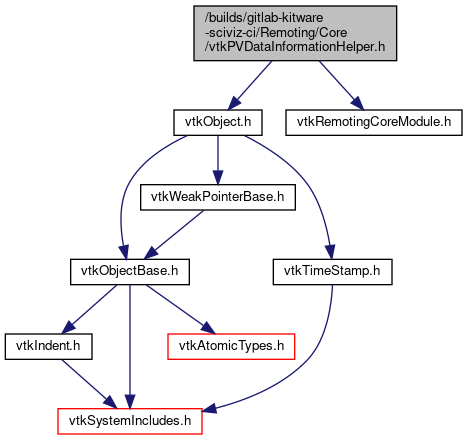 /builds/gitlab-kitware
-sciviz-ci/Remoting/Core
/vtkPVDataInformationHelper.h
vtkObject.h
vtkRemotingCoreModule.h
vtkWeakPointerBase.h
vtkObjectBase.h
vtkTimeStamp.h
vtkIndent.h
vtkAtomicTypes.h
vtkSystemIncludes.h